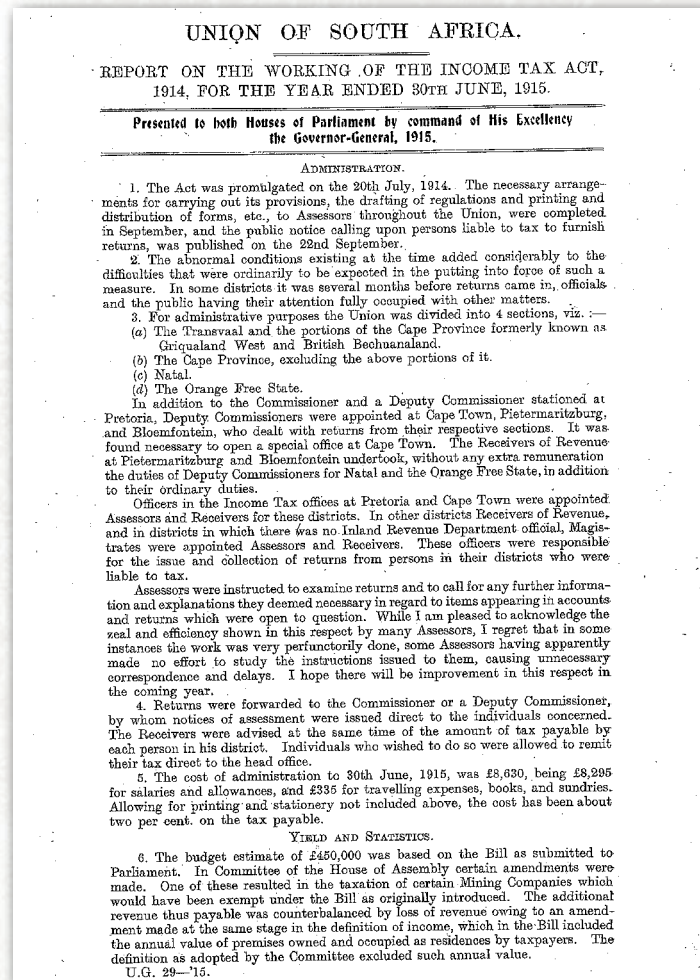 UNION OF SOUTH AFRICA.
REPORT ON THE WORKING OF THE INCOME TAX ACT,
1914, FOR THE YEAR ENDED 30TH JUNE, 1915.
Presented to both Houses of Parliament by command of His Excellency
the Governor-General, 1915.
ADMINISTRATION.
1. The Act was promulgated on the 20th July, 1914. The necessary arrange-
ments for carrying out its provisions, the drafting of regulations and printing and
distribution of forms, etc., to Assessors throughout the Union, were completed
in September, and the public notice calling upon persons liable to tax to furnish
returns, was published on the 22nd September.
2. The abnormal conditions existing at the time added considerably to the
difficulties that were ordinarily to be expected in the putting into force of such a
measure. In some districts it was several months before returns came in, officials
and the public having their attention fully occupied with other matters.
3. For administrative purposes the Union was divided into 4 sections, viz. :—
(a) The Transvaal and the portions of the Cape Province formerly known as
Griqualand West and British Bechuanaland.
(b) The Cape Province, excluding the above portions of it.
(c) Natal.
(d) The Orange Free State.
In addition to the Commissioner and a Deputy Commissioner stationed at
Pretoria, Deputy Commissioners were appointed at Cape Town, Pietermaritzburg,
and Bloemfontein, who dealt with returns from their respective sections. It was
found necessary to open a special office at Cape Town. The Receivers of Revenue
at Pietermaritzburg and Bloemfontein undertook, without any extra remuneration
the duties of Deputy Commissioners for Natal and the Orange Free State, in addition
to their ordinary duties.
Officers in the Income Tax offices at Pretoria and Cape Town were appointed
Assessors and Receivers for these districts. In other districts Receivers of Revenue,
and in districts in which there was no Inland Revenue Department official, Magis-
trates were appointed Assessors and Receivers. These officers were responsible
for the issue and collection of returns from persons in their districts who were
liable to tax.
Assessors were instructed to examine returns and to call for any further informa-
tion and explanations they deemed necessary in regard to items appearing in accounts
and returns which were open to question. While I am pleased to acknowledge the
zeal and efficiency shown in this respect by many Assessors, I regret that in some
instances the work was very perfunctorily done, some Assessors having apparently
made no effort to study the instructions issued to them, causing unnecessary
correspondence and delays. I hope there will be improvement in this respect in
the coming year.
4. Returns were forwarded to the Commissioner or a Deputy Commissioner,
by whom notices of assessment were issued direct to the individuals concerned.
The Receivers were advised at the same time of the amount of tax payable by
each person in his district. Individuals who wished to do so were allowed to remit
their tax direct to the head office.
5. The cost of administration to 30th June, 1915, was £8,630, being £8,295
for salaries and allowances, and £335 for travelling expenses, books, and sundries.
Allowing for printing and stationery not included above, the cost has been about
two per cent. on the tax payable.
YIELD AND STATISTICS.
6. The budget estimate of £450,000 was based on the Bill as submitted to
Parliament. In Committee of the House of Assembly certain amendments were
made. One of these resulted in the taxation of certain Mining Companies which
would have been exempt under the Bill as originally introduced. The additional
revenue thus payable was counterbalanced by loss of revenue owing to an amend-
ment made at the same stage in the definition of income, which in the Bill included
the annual value of premises owned and occupied as residences by taxpayers. The
definition as adopted by the Committee excluded such annual value.
U.G. 29—'15.